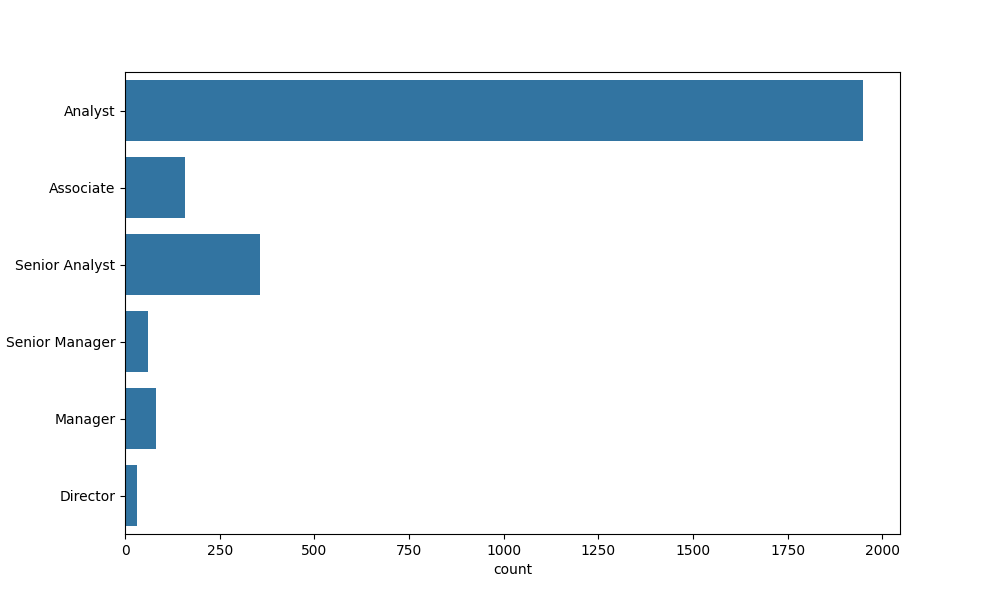 Analyst
Associate
Senior Analyst
Senior Manager
Manager
Director
0 250 500 750 1000 1250 1500 1750 2000
count